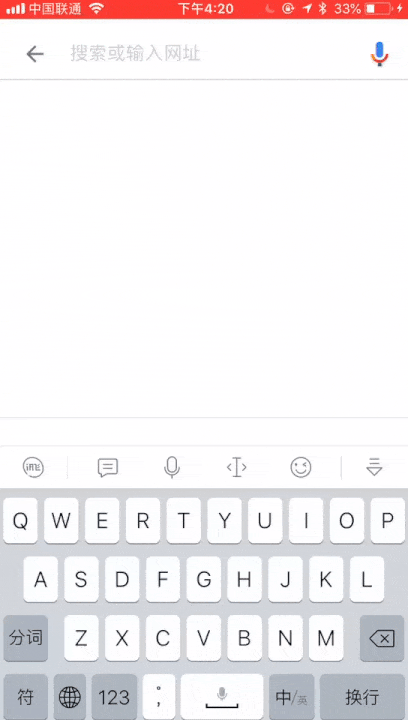 中国联通 下午4:20 33%
搜索或输入网址
iFLY
Q W E R T Y U I O P
A S D F G H J K L
分词 Z X C V B N M
符 123 °, 中/英 换行